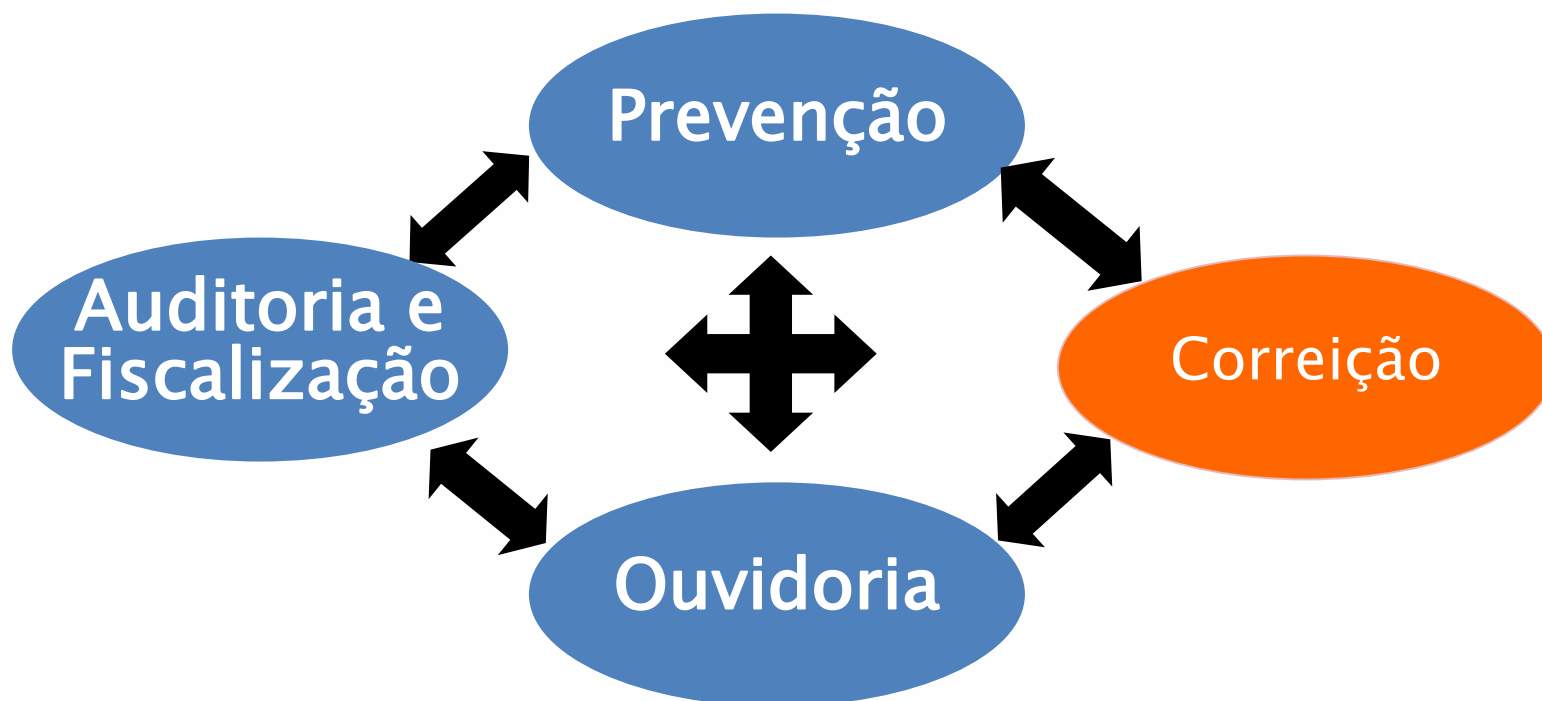 Prevenção
Auditoria e
Fiscalização
Correição
Ouvidoria